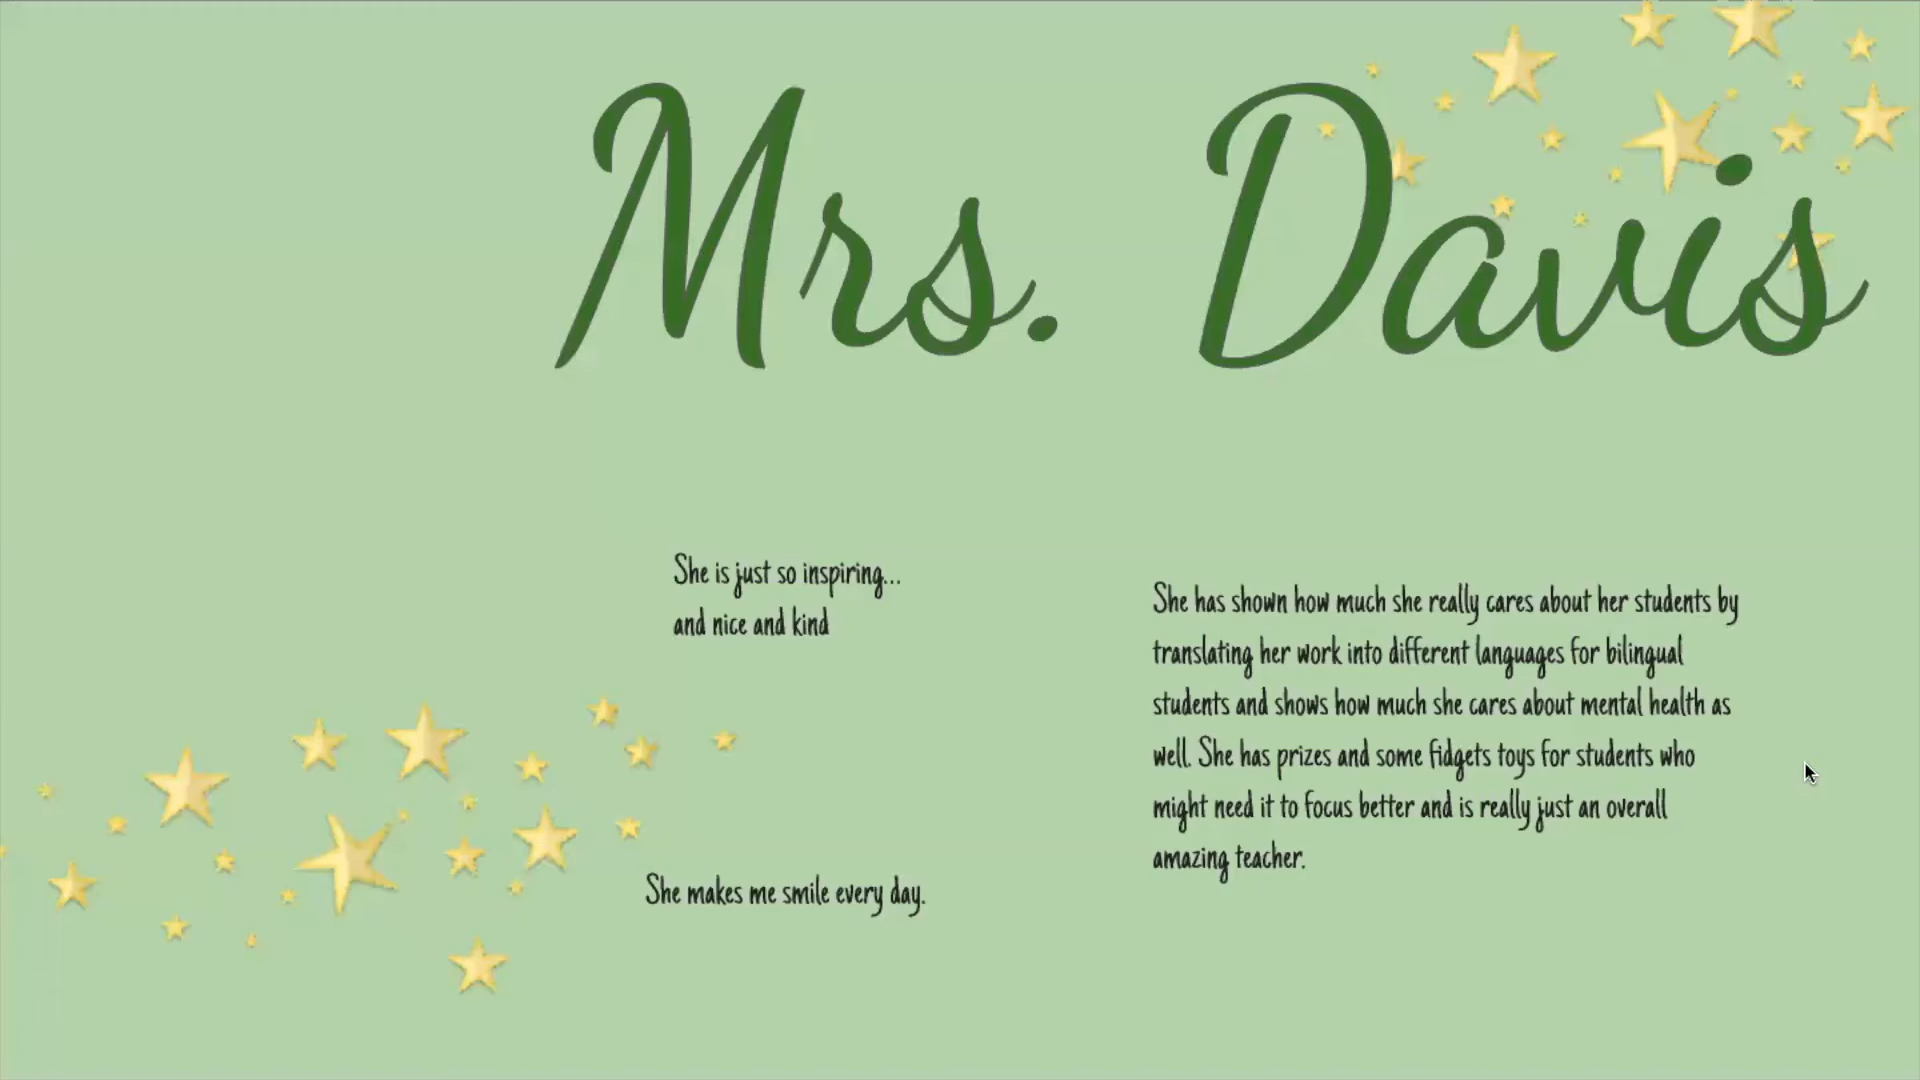 Mrs. Davis
She is just so inspiring...
and nice and kind
She has shown how much she really cares about her students by
translating her work into different languages for bilingual
students and shows how much she cares about mental health as
well. She has prizes and some fidgets toys for students who
might need it to focus better and is really just an overall
amazing teacher.
She makes me smile every day.